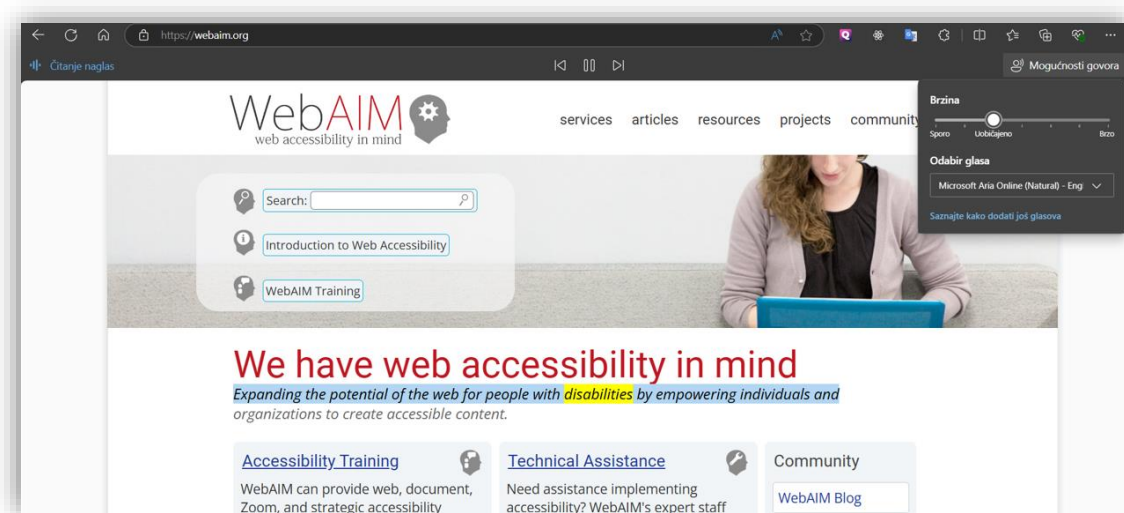 https://webaim.org
Čitanje naglas
Mogućnosti govora
Brzina
Sporo Uobičajeno Brzo
Odabir glasa
Microsoft Aria Online (Natural) - Eng
Saznajte kako dodati još glasova
WebAIM
web accessibility in mind
services articles resources projects community
Search:
Introduction to Web Accessibility
WebAIM Training
We have web accessibility in mind
Expanding the potential of the web for people with disabilities by empowering individuals and
organizations to create accessible content.
Accessibility Training
WebAIM can provide web, document,
Zoom, and strategic accessibility
Technical Assistance
Need assistance implementing
accessibility? WebAIM's expert staff
Community
WebAIM Blog